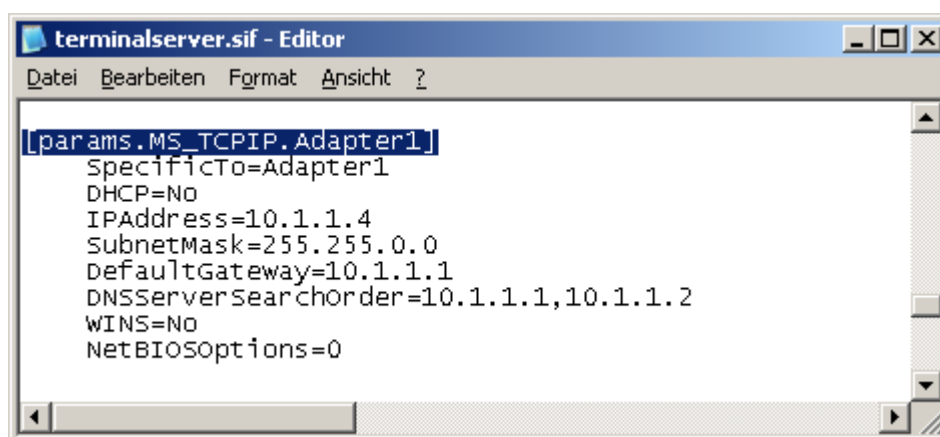 terminalserver.sif - Editor
Datei Bearbeiten Format Ansicht ?
[params.MS_TCPIP.Adapter1]
SpecificTo=Adapter1
DHCP=No
IPAddress=10.1.1.4
SubnetMask=255.255.0.0
DefaultGateway=10.1.1.1
DNSServerSearchOrder=10.1.1.1,10.1.1.2
WINS=No
NetBIOSOptions=0